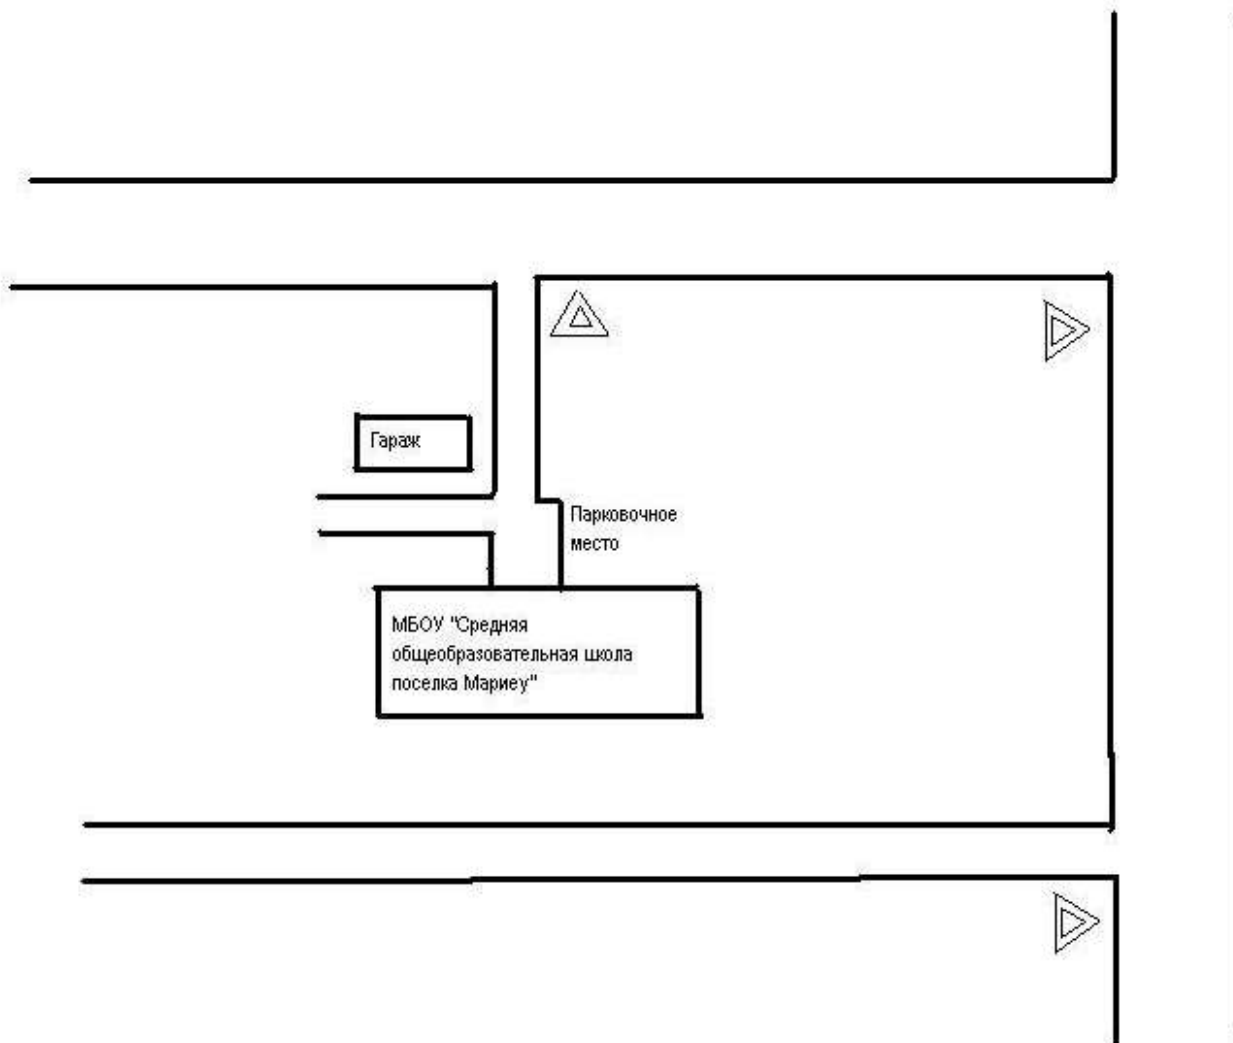 Гараж
Парковочное
место
МБОУ "Средняя
общеобразовательная школа
поселка Мариеу"